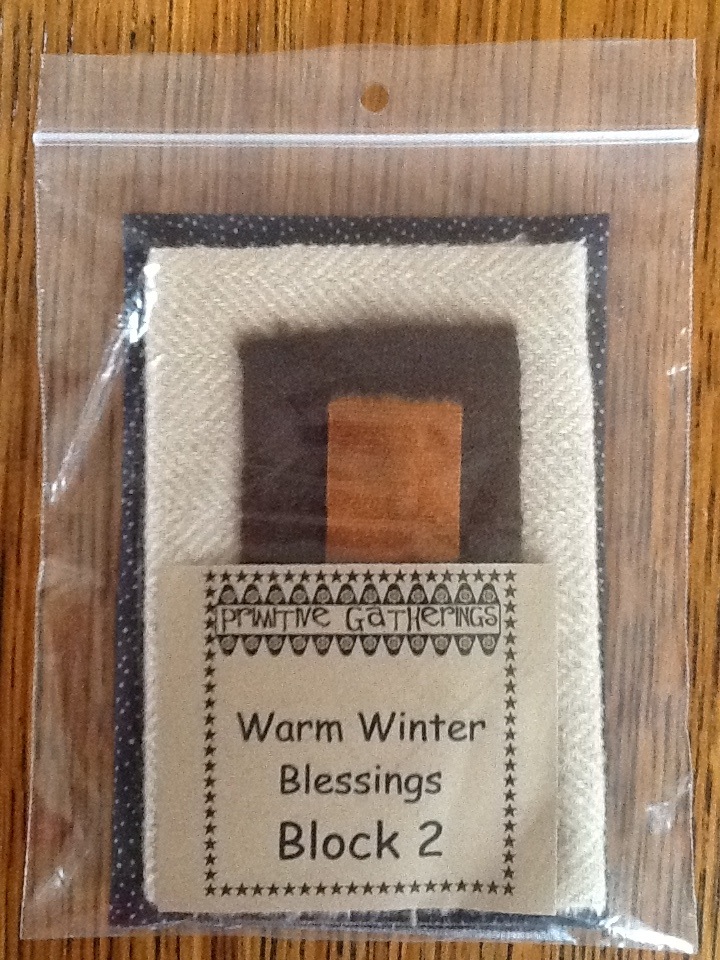 PRIMITIVE GATHERINGS
Warm Winter
Blessings
Block 2